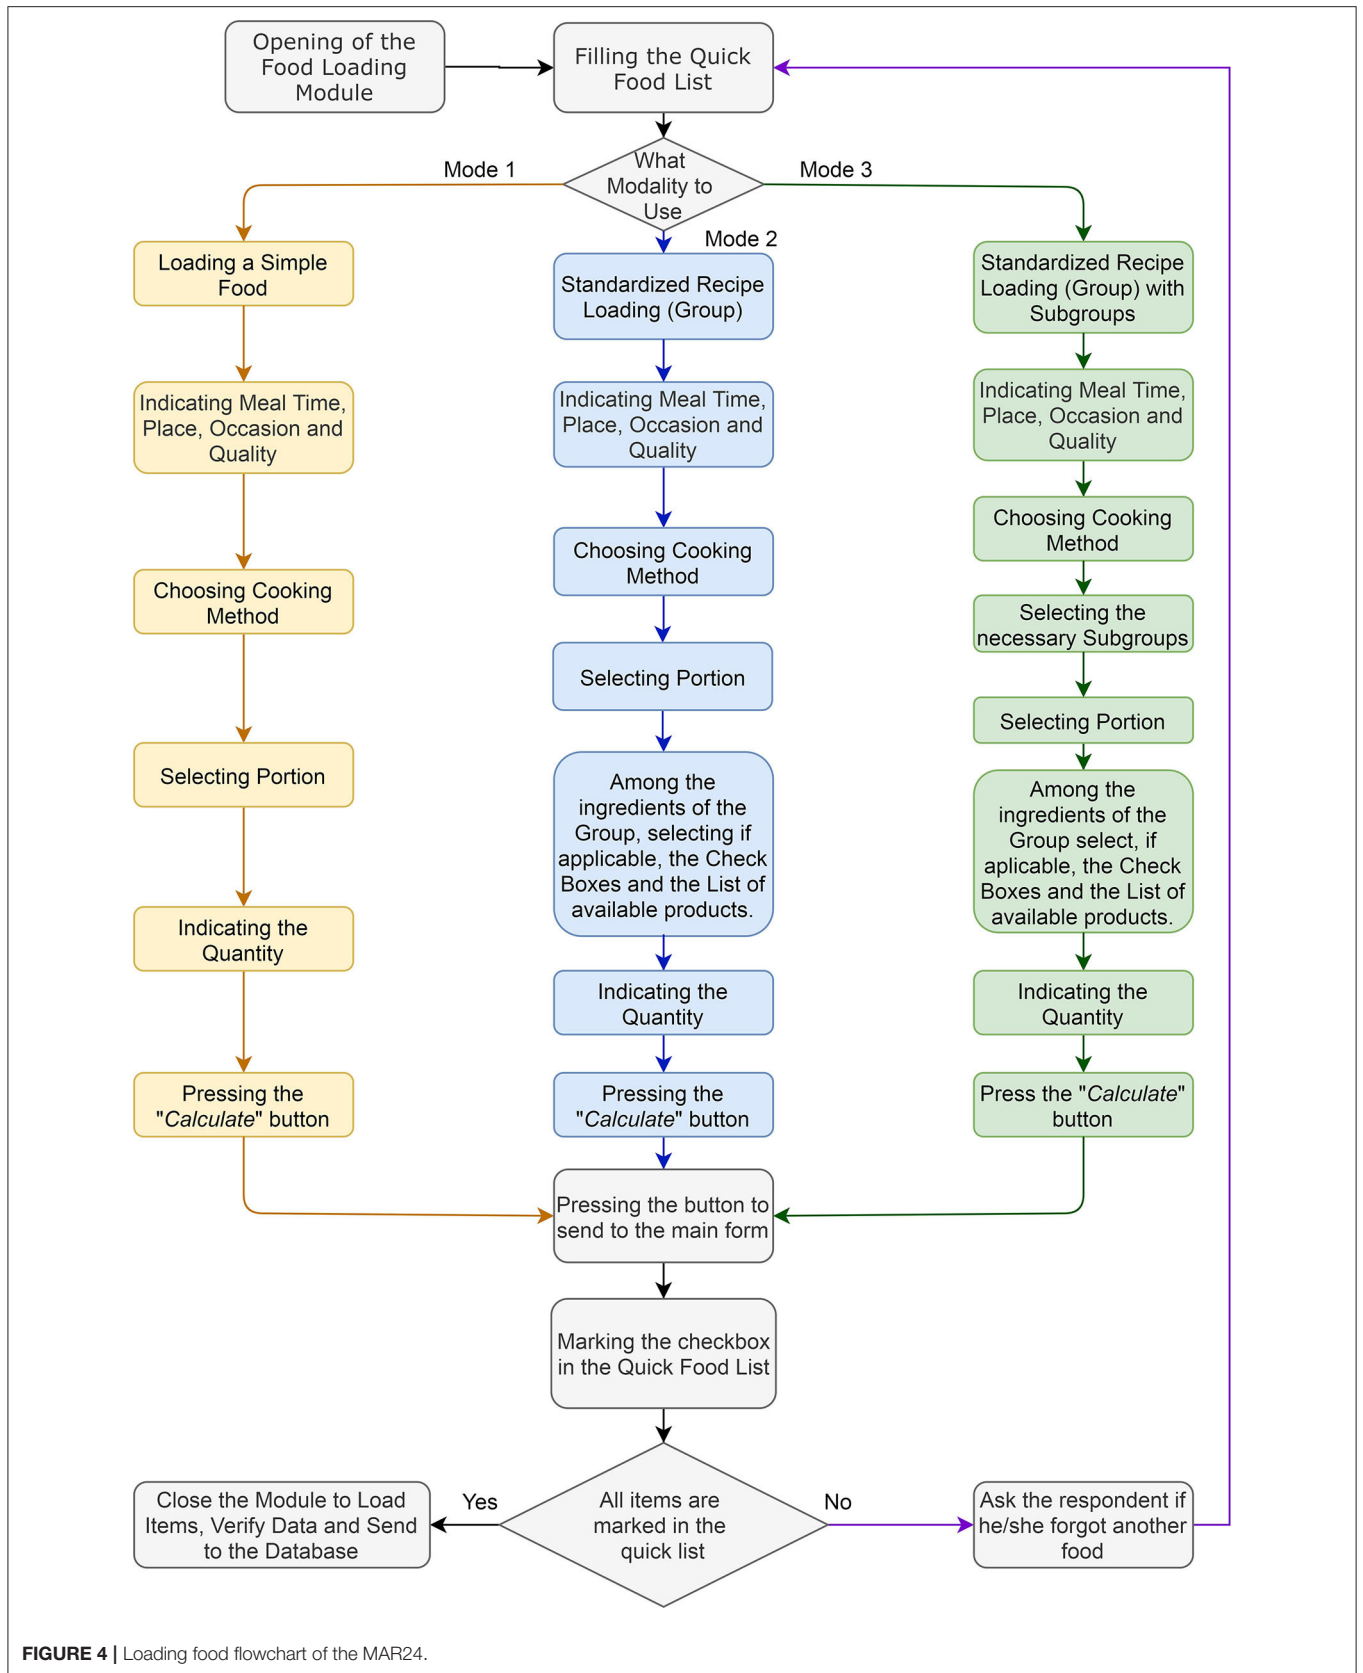 Opening of the
Food Loading
Module
Filling the Quick
Food List
What
Modality to
Use
Mode 1
Mode 2
Mode 3
Loading a Simple
Food
Indicating Meal Time,
Place, Occasion and
Quality
Choosing Cooking
Method
Selecting Portion
Indicating the
Quantity
Pressing the
"Calculate" button
Standardized Recipe
Loading (Group)
Indicating Meal Time,
Place, Occasion and
Quality
Choosing Cooking
Method
Selecting Portion
Among the
ingredients of the
Group, selecting if
applicable, the Check
Boxes and the List of
available products.
Indicating the
Quantity
Pressing the
"Calculate" button
Standardized Recipe
Loading (Group) with
Subgroups
Indicating Meal Time,
Place, Occasion and
Quality
Choosing Cooking
Method
Selecting the
necessary Subgroups
Selecting Portion
Among the
ingredients of the
Group select, if
aplicable, the Check
Boxes and the List of
available products.
Indicating the
Quantity
Press the "Calculate"
button
Pressing the button to
send to the main form
Marking the checkbox
in the Quick Food List
All items are
marked in the
quick list
Yes
Close the Module to Load
Items, Verify Data and Send
to the Database
No
Ask the respondent if
he/she forgot another
food
FIGURE 4 | Loading food flowchart of the MAR24.